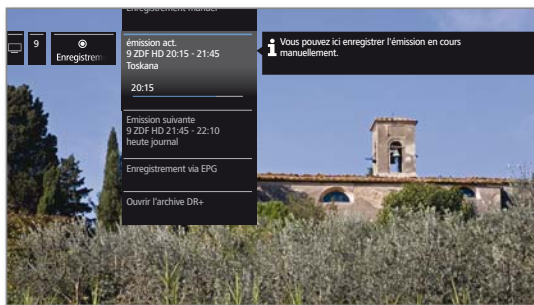 Enregistrement manuel
9
Enregistrem
émission act.
9 ZDF HD 20:15 - 21:45
Toskana
20:15
Emission suivante
9 ZDF HD 21:45 - 22:10
heute journal
Enregistrement via EPG
Ouvrir l'archive DR+
i Vous pouvez ici enregistrer l'émission en cours
manuellement.